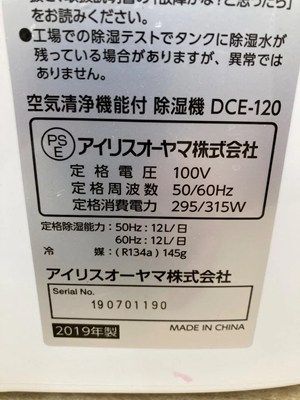 をお読みください。
●工場での除湿テストでタンクに除湿水が
残っている場合がありますが、異常では
ありません。
空気清浄機能付 除湿機 DCE-120
PS
E
アイリスオーヤマ株式会社
定格電圧 100V
定格周波数 50/60Hz
定格消費電力 295/315W
定格除湿能力:50Hz:12L/日
60Hz:12L/日
冷 媒:(R134a)145g
アイリスオーヤマ株式会社
Serial No.
190701190
2019年製
MADE IN CHINA